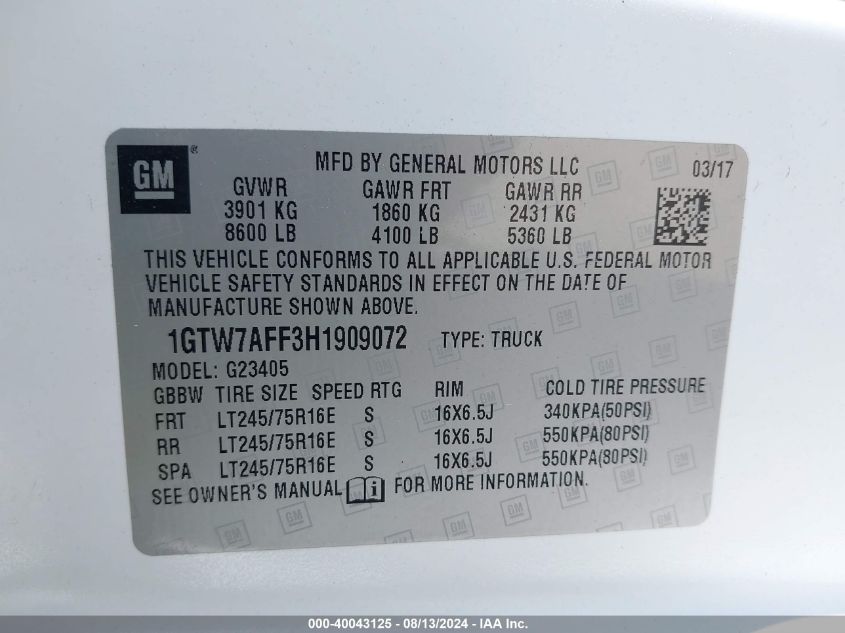 GM ®
MFD BY GENERAL MOTORS LLC 03/17
GVWR GAWR FRT GAWR RR
3901 KG 1860 KG 2431 KG
8600 LB 4100 LB 5360 LB
THIS VEHICLE CONFORMS TO ALL APPLICABLE U.S. FEDERAL MOTOR
VEHICLE SAFETY STANDARDS IN EFFECT ON THE DATE OF
MANUFACTURE SHOWN ABOVE.
1GTW7AFF3H1909072 TYPE: TRUCK
MODEL: G23405
GBBW TIRE SIZE SPEED RTG RIM COLD TIRE PRESSURE
FRT LT245/75R16E S 16X6.5J 340KPA(50PSI)
RR LT245/75R16E S 16X6.5J 550KPA(80PSI)
SPA LT245/75R16E S 16X6.5J 550KPA(80PSI)
SEE OWNER'S MANUAL i FOR MORE INFORMATION.
000-40043125 - 08/13/2024 - IAA Inc.